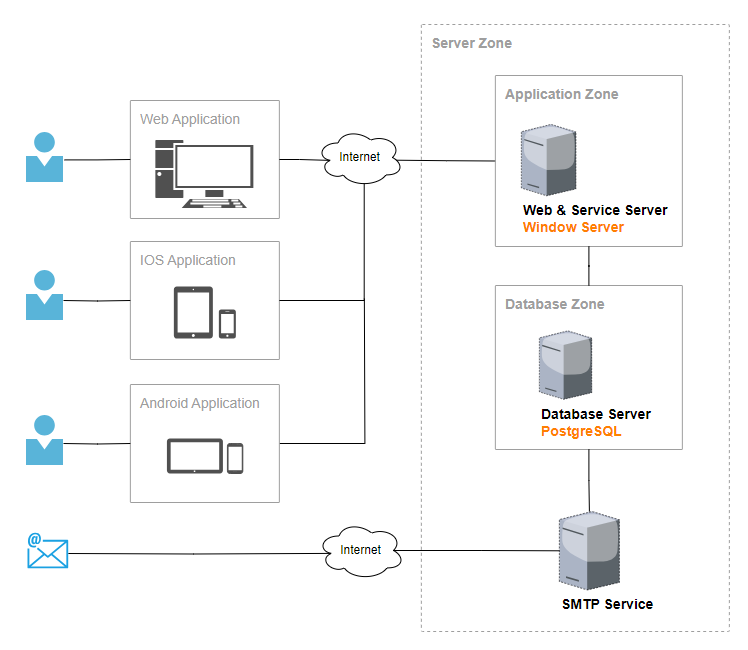 Server Zone
Web Application
Application Zone
Internet
Web & Service Server
Window Server
IOS Application
Database Zone
Android Application
Database Server
PostgreSQL
@
Internet
SMTP Service